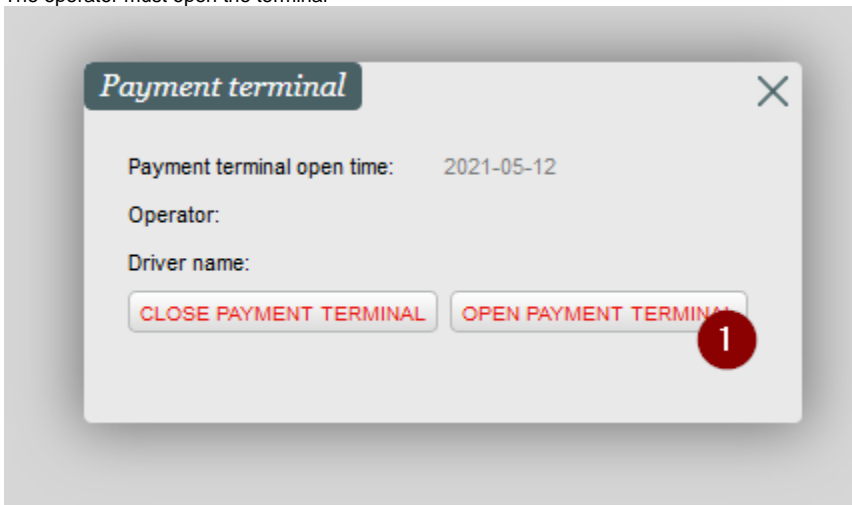 The operator must open the terminal
Payment terminal
Payment terminal open time: 2021-05-12
Operator:
Driver name:
CLOSE PAYMENT TERMINAL OPEN PAYMENT TERMINAL
1